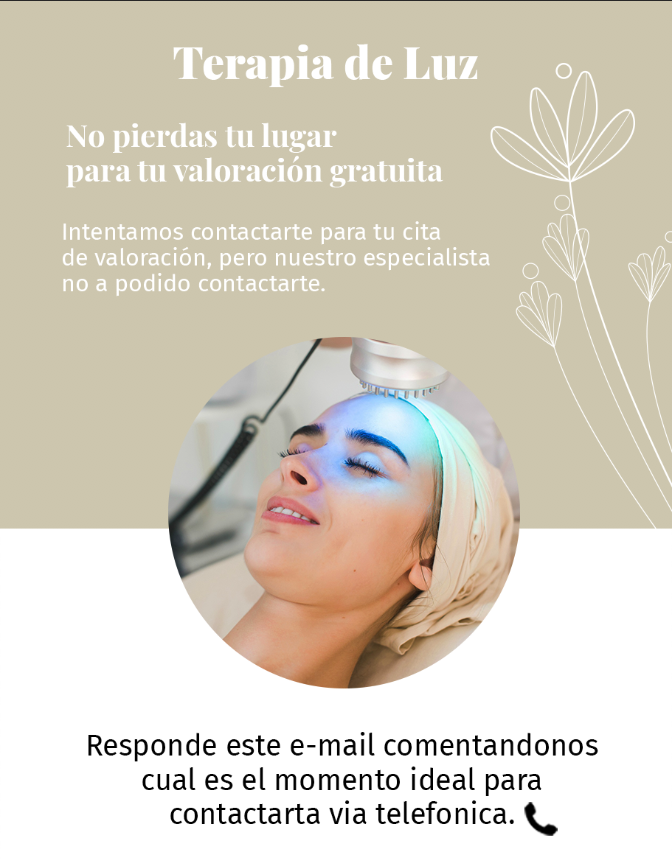 Terapia de Luz
No pierdas tu lugar
para tu valoración gratuita
Intentamos contactarte para tu cita
de valoración, pero nuestro especialista
no a podido contactarte.
Responde este e-mail comentandonos
cual es el momento ideal para
contactarta via telefonica.